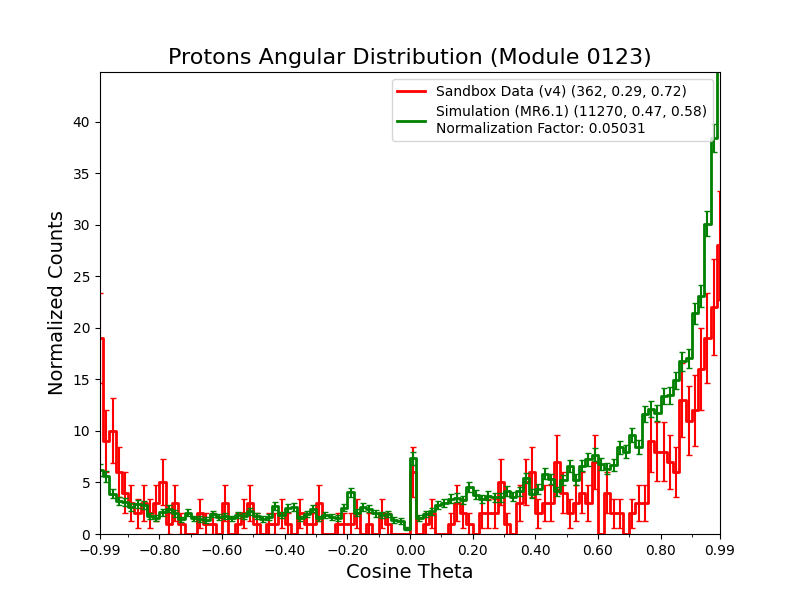 Protons Angular Distribution (Module 0123)
Sandbox Data (v4) (362, 0.29, 0.72)
Simulation (MR6.1) (11270, 0.47, 0.58)
Normalization Factor: 0.05031
Normalized Counts
40
35
30
25
20
15
10
5
0
−0.99 −0.80 −0.60 −0.40 −0.20 0.00 0.20 0.40 0.60 0.80 0.99
Cosine Theta